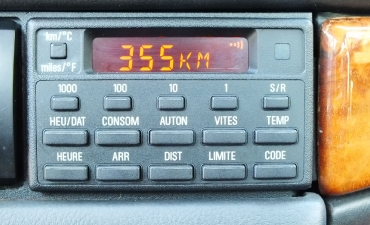 km/°C
355KM
miles/°F
1000 100 10 1 S/R
HEU/DAT CONSOM AUTON VITES TEMP
HEURE ARR DIST LIMITE CODE